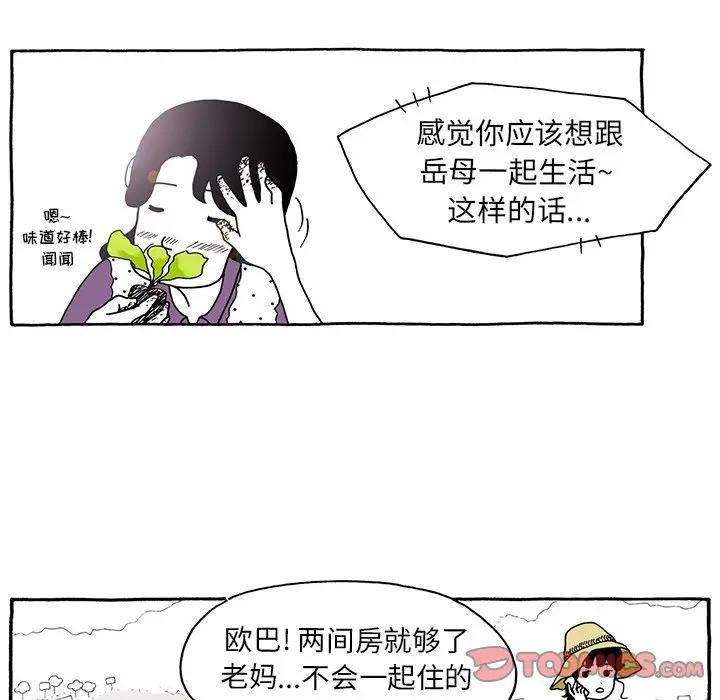 感觉你应该想跟
岳母一起生活~
这样的话...
嗯~
味道好棒!
闻闻
欧巴! 两间房就够了
老妈...不会一起住的
TOOMICS.COM